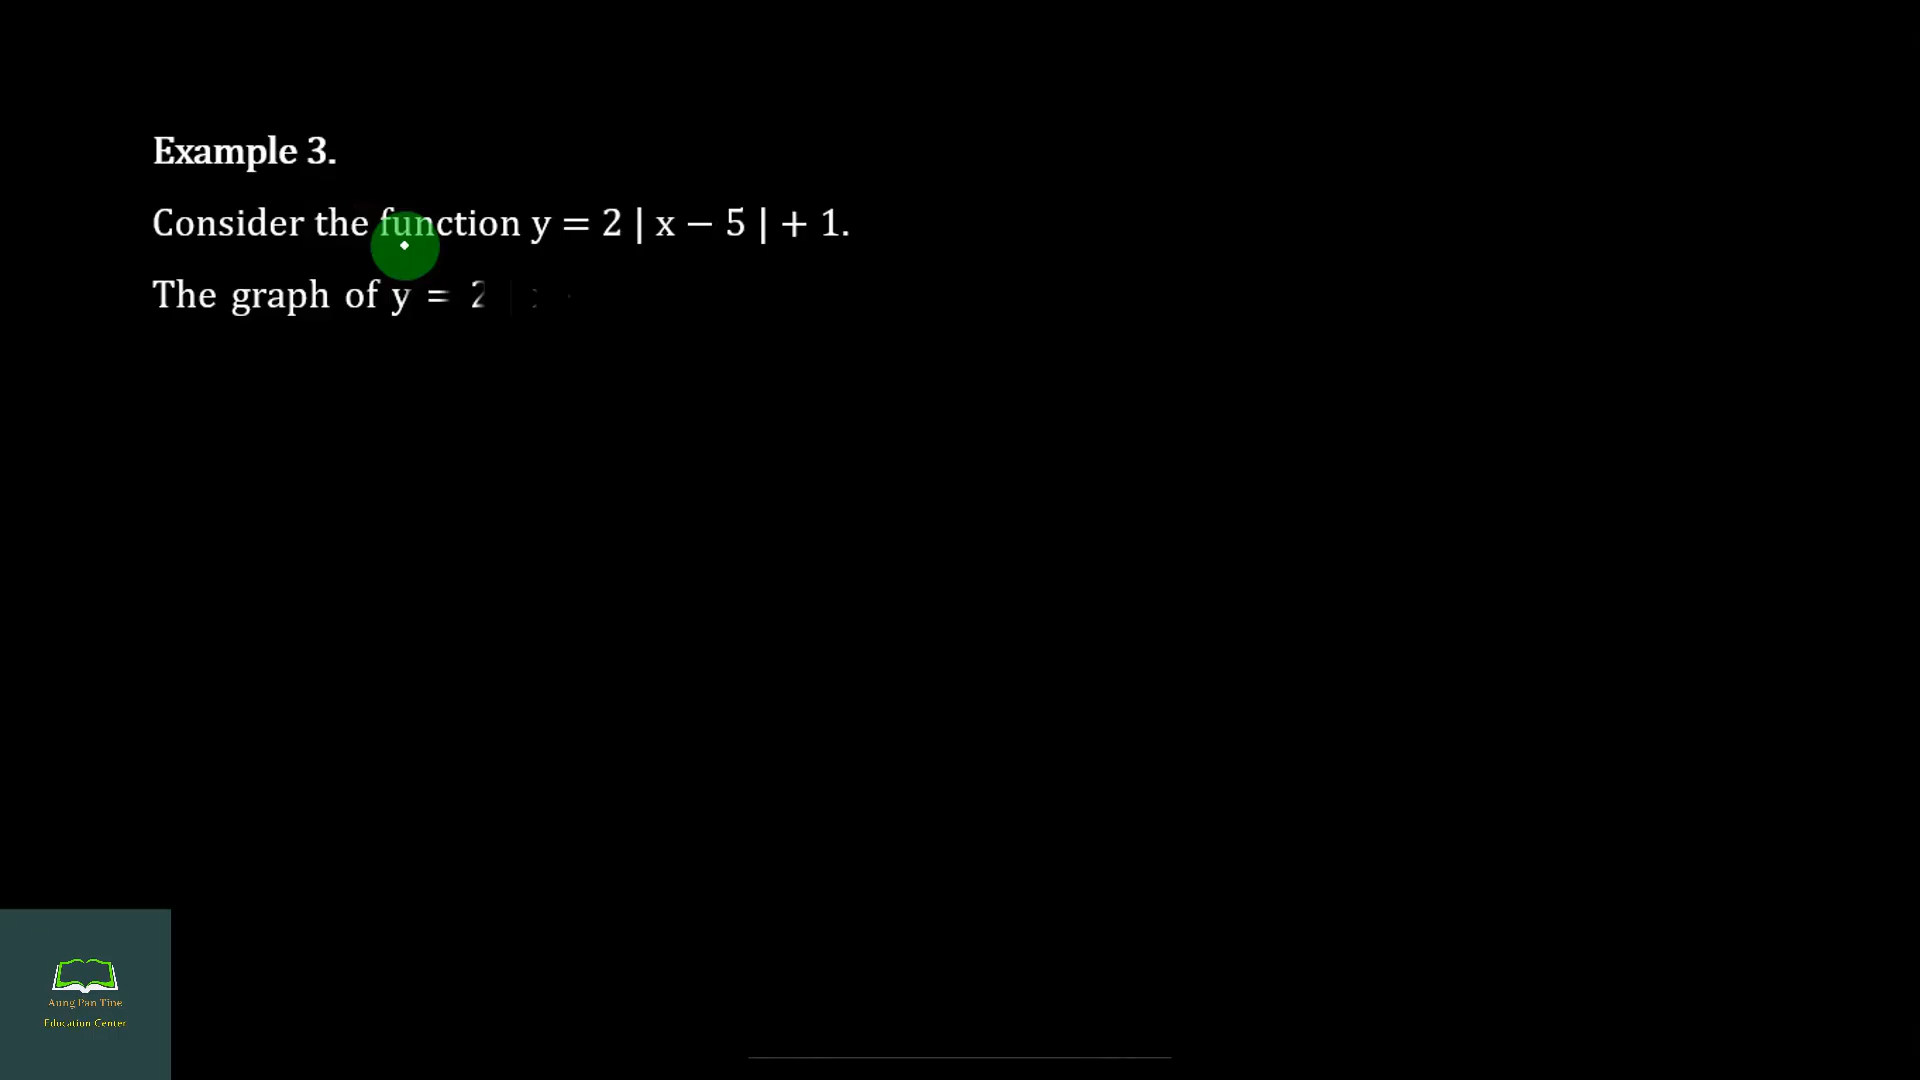 Example 3.
Consider the function y = 2 | x − 5 | + 1.
The graph of y = 2
Aung Pan Tine
Education Center